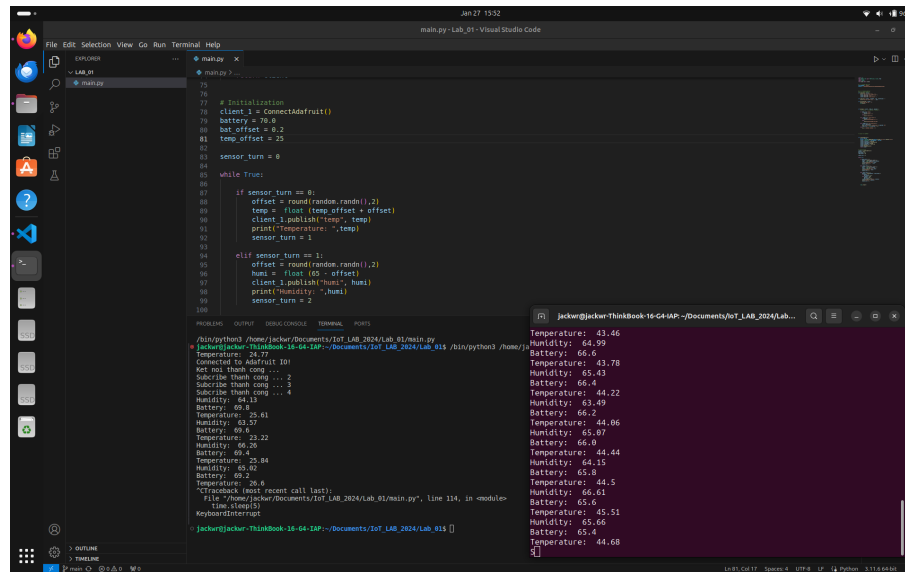 Jan 27 15:52
main.py - Lab_01 - Visual Studio Code
File Edit Selection View Go Run Terminal Help
EXPLORER
LAB_01
main.py
main.py
main.py > ...
75
76
77 # Initialization
78 client_1 = ConnectAdafruit()
79 battery = 70.0
80 bat_offset = 0.2
81 temp_offset = 25
82
83 sensor_turn = 0
84
85 while True:
86
87 if sensor_turn == 0:
88 offset = round(random.randn(),2)
89 temp = float (temp_offset + offset)
90 client_1.publish("temp", temp)
91 print("Temperature: ",temp)
92 sensor_turn = 1
93
94 elif sensor_turn == 1:
95 offset = round(random.randn(),2)
96 humi = float (65 - offset)
97 client_1.publish("humi", humi)
98 print("Humidity: ",humi)
99 sensor_turn = 2
100
PROBLEMS OUTPUT DEBUG CONSOLE TERMINAL PORTS
/bin/python3 /home/jackwr/Documents/IoT_LAB_2024/Lab_01/main.py
jackwr@jackwr-ThinkBook-16-G4-IAP:~/Documents/IoT_LAB_2024/Lab_01$ /bin/python3 /home/ja
Temperature: 24.77
Connected to Adafruit IO!
Ket noi thanh cong ...
Subcribe thanh cong ... 2
Subcribe thanh cong ... 3
Subcribe thanh cong ... 4
Humidity: 64.13
Battery: 69.8
Temperature: 25.61
Humidity: 63.57
Battery: 69.6
Temperature: 23.22
Humidity: 66.26
Battery: 69.4
Temperature: 25.84
Humidity: 65.02
Battery: 69.2
Temperature: 26.6
^CTraceback (most recent call last):
File "/home/jackwr/Documents/IoT_LAB_2024/Lab_01/main.py", line 114, in <module>
time.sleep(5)
KeyboardInterrupt
jackwr@jackwr-ThinkBook-16-G4-IAP:~/Documents/IoT_LAB_2024/Lab_01$
jackwr@jackwr-ThinkBook-16-G4-IAP: ~/Documents/IoT_LAB_2024/Lab...
Temperature: 43.46
Humidity: 64.99
Battery: 66.6
Temperature: 43.78
Humidity: 65.43
Battery: 66.4
Temperature: 44.22
Humidity: 63.49
Battery: 66.2
Temperature: 44.06
Humidity: 65.07
Battery: 66.0
Temperature: 44.44
Humidity: 64.15
Battery: 65.8
Temperature: 44.5
Humidity: 66.61
Battery: 65.6
Temperature: 45.51
Humidity: 65.66
Battery: 65.4
Temperature: 44.68
S
SSD
SSD
SSD
OUTLINE
TIMELINE
main 0 0 0 Ln 81, Col 17 Spaces: 4 UTF-8 LF Python 3.11.6 64-bit